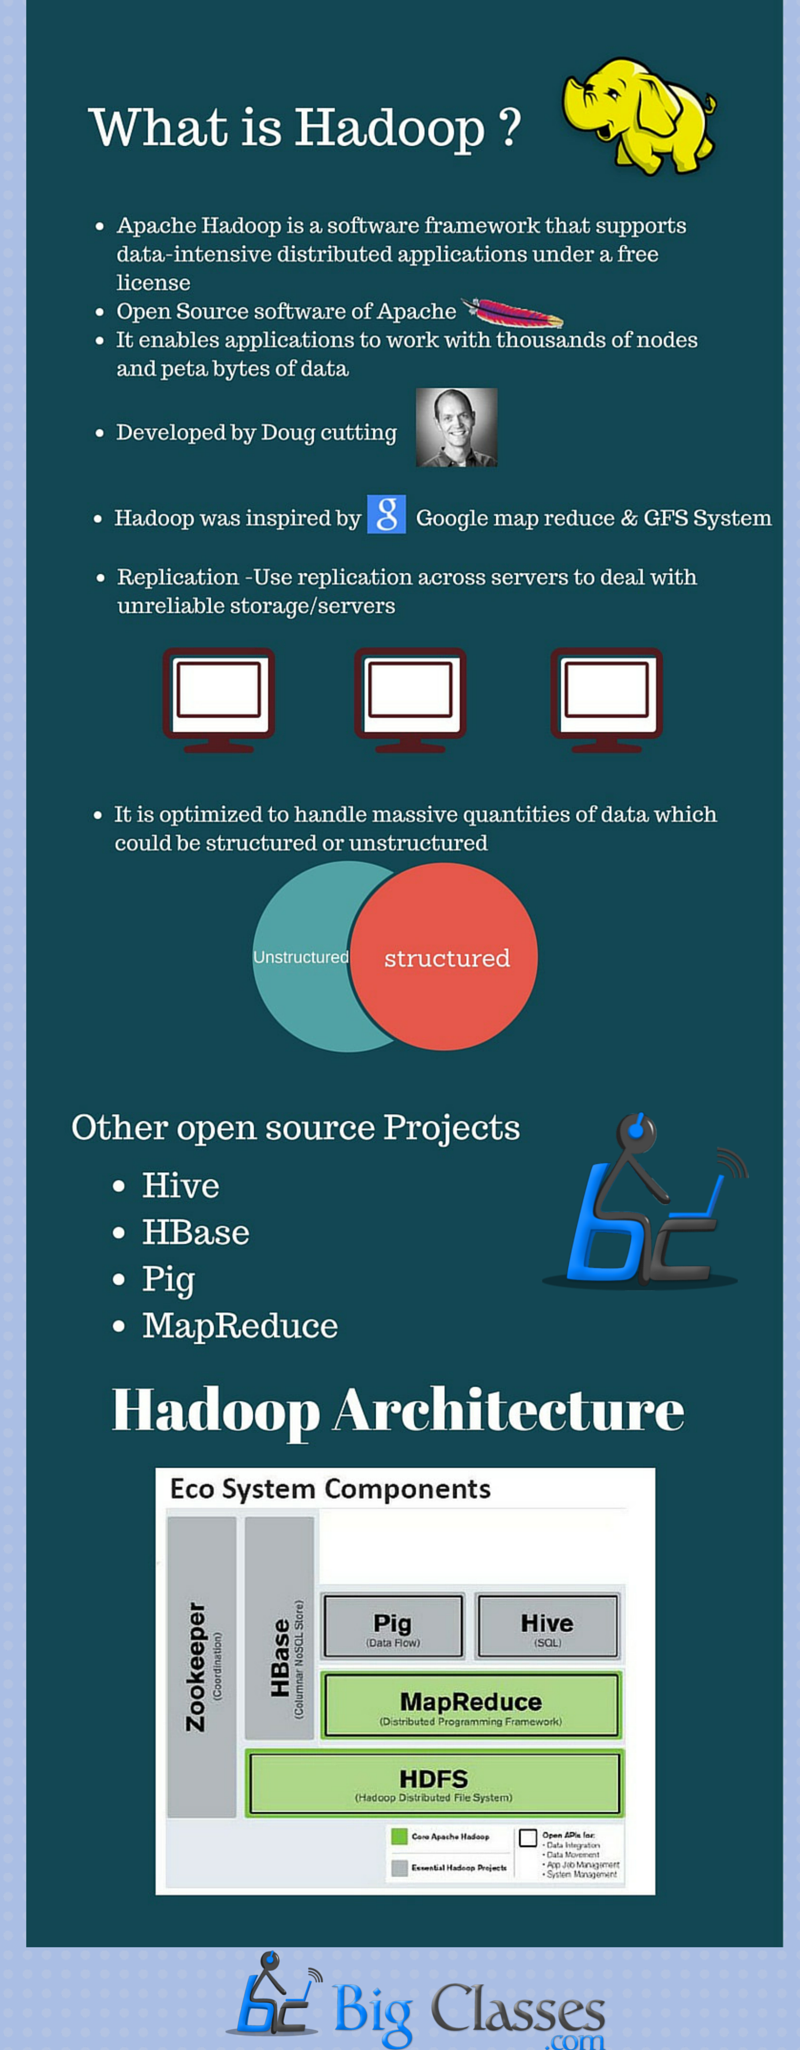 What is Hadoop ?
• Apache Hadoop is a software framework that supports
data-intensive distributed applications under a free
license
• Open Source software of Apache
• It enables applications to work with thousands of nodes
and peta bytes of data
• Developed by Doug cutting
• Hadoop was inspired by g Google map reduce & GFS System
• Replication -Use replication across servers to deal with
unreliable storage/servers
• It is optimized to handle massive quantities of data which
could be structured or unstructured
Unstructured
structured
Other open source Projects
• Hive
• HBase
• Pig
• MapReduce
bc
Hadoop Architecture
Eco System Components
Zookeeper
(Coordination)
HBase
(Columnar NoSQL Store)
Pig
(Data Flow)
Hive
(SQL)
MapReduce
(Distributed Programming Framework)
HDFS
(Hadoop Distributed File System)
Core Apache Hadoop
Essential Hadoop Projects
Open APIs for:
• Data Integration
• Data Movement
• App Job Management
• System Management
bc Big Classes
.com